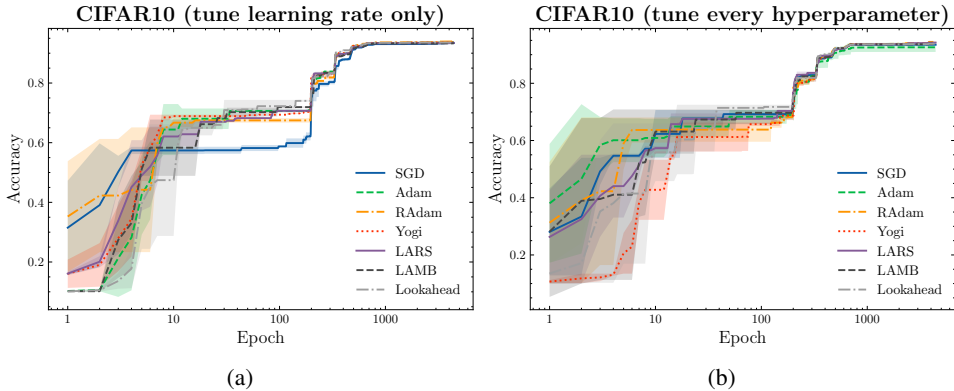 CIFAR10 (tune learning rate only)
0.8
0.6
0.4
0.2
Accuracy
SGD
Adam
RAdam
Yogi
LARS
LAMB
Lookahead
1
10
100
1000
Epoch
(a)
CIFAR10 (tune every hyperparameter)
0.8
0.6
0.4
0.2
Accuracy
SGD
Adam
RAdam
Yogi
LARS
LAMB
Lookahead
1
10
100
1000
Epoch
(b)